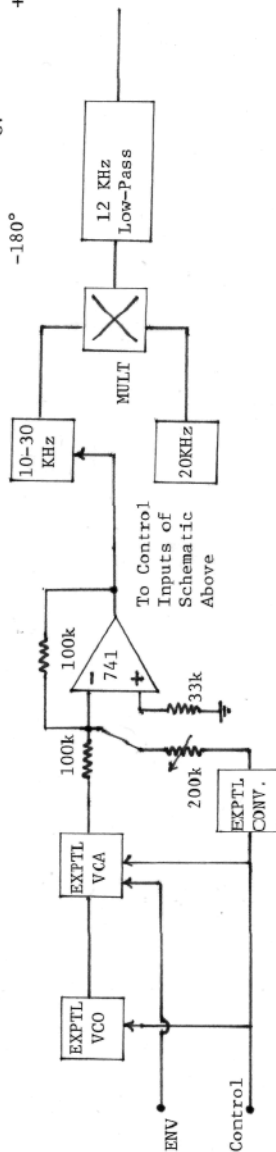 -180°
+
12 KHz
Low-Pass
MULT
10-30
KHz
20KHz
To Control
Inputs of
Schematic
Above
100k
741
-
+
100k
33k
200k
EXPTL
CONV.
EXPTL
VCA
EXPTL
VCO
ENV
Control